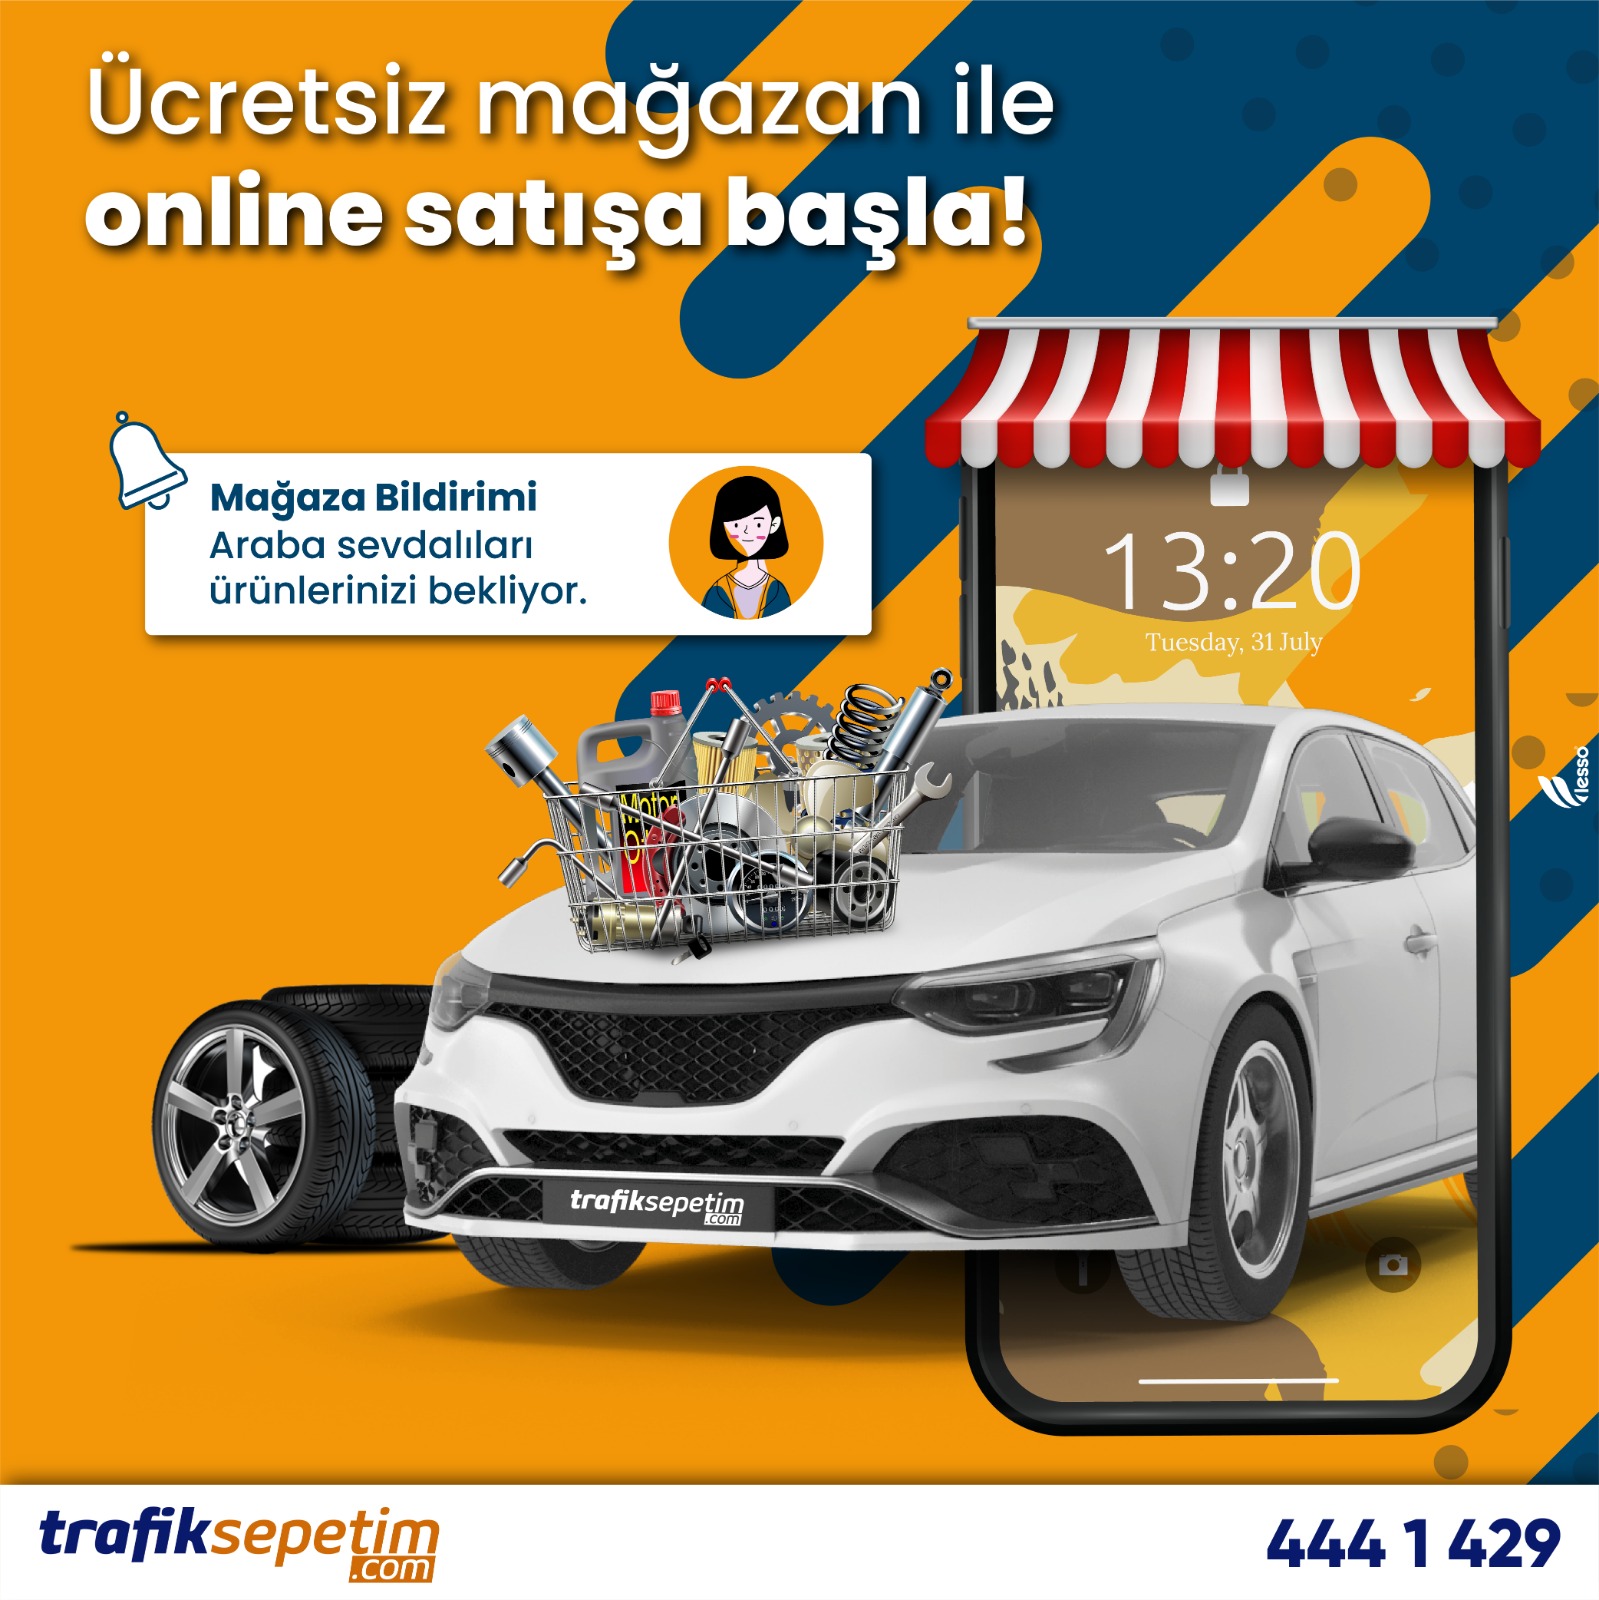 Ücretsiz mağazan ile
online satışa başla!
Mağaza Bildirimi
Araba sevdalıları
ürünlerinizi bekliyor.
13:20
Tuesday, 31 July
lesso
Motor
trafiksepetim
.com
trafiksepetim
.com
444 1 429